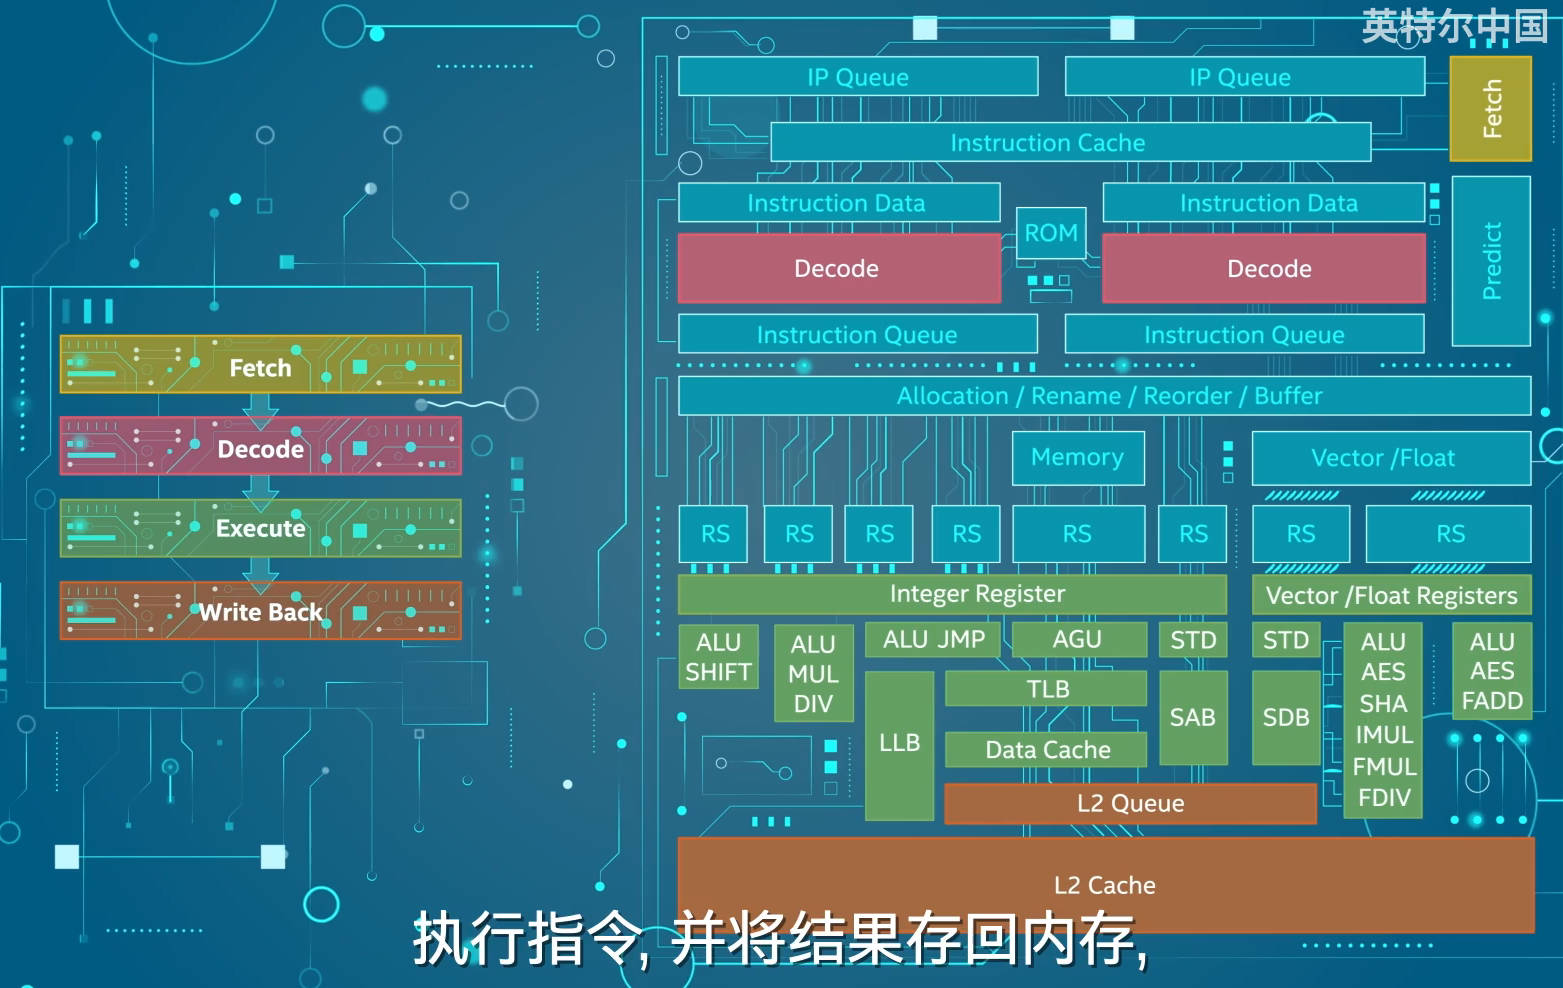 英特尔中国
Fetch
Decode
Execute
Write Back
IP Queue
IP Queue
Fetch
Instruction Cache
Instruction Data
ROM
Instruction Data
Predict
Decode
Decode
Instruction Queue
Instruction Queue
Allocation / Rename / Reorder / Buffer
Memory
Vector /Float
RS
RS
RS
RS
RS
RS
RS
RS
Integer Register
Vector /Float Registers
ALU
SHIFT
ALU
MUL
DIV
ALU JMP
AGU
STD
STD
ALU
AES
SHA
IMUL
FMUL
FDIV
ALU
AES
FADD
LLB
TLB
SAB
SDB
Data Cache
L2 Queue
L2 Cache
执行指令, 并将结果存回内存,